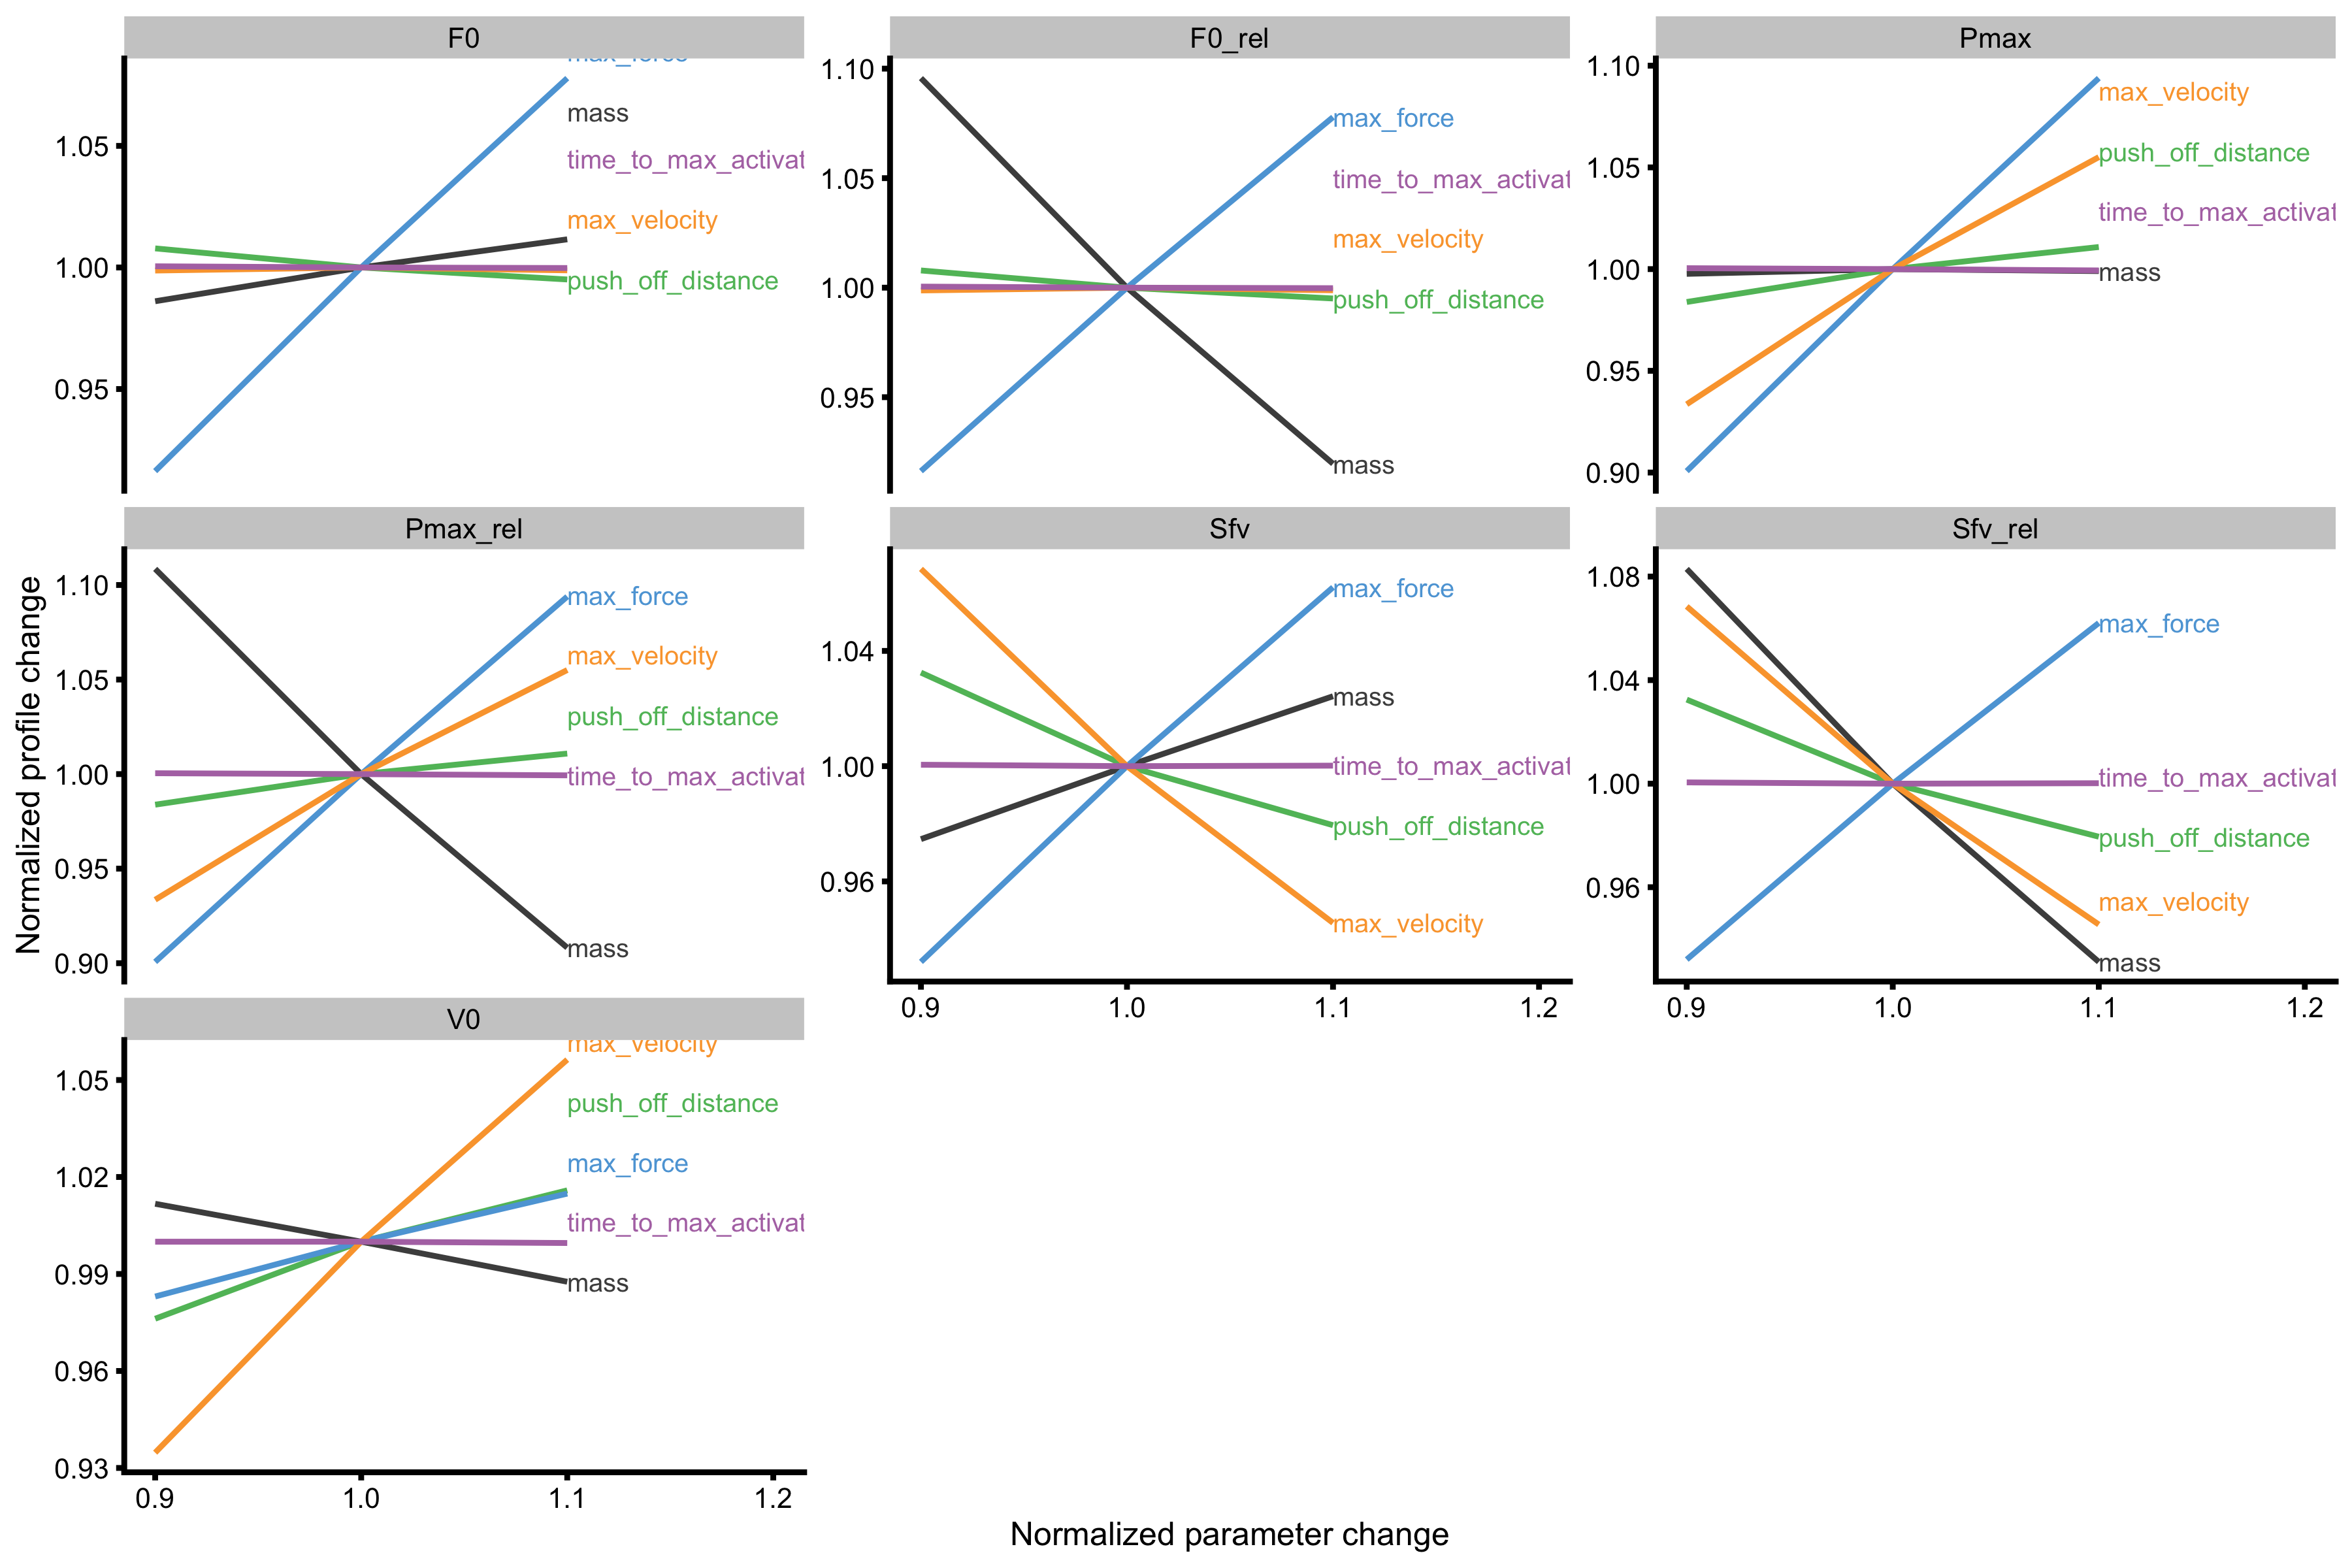 F0
F0_rel
Pmax
max_force
mass
time_to_max_activat
max_velocity
push_off_distance
1.05
1.00
0.95
max_force
time_to_max_activat
max_velocity
push_off_distance
mass
1.10
1.05
1.00
0.95
max_velocity
push_off_distance
time_to_max_activat
mass
1.10
1.05
1.00
0.95
0.90
Normalized profile change
Pmax_rel
Sfv
Sfv_rel
max_force
max_velocity
push_off_distance
time_to_max_activat
mass
1.10
1.05
1.00
0.95
0.90
max_force
mass
time_to_max_activat
push_off_distance
max_velocity
1.04
1.00
0.96
0.9 1.0 1.1 1.2
max_force
time_to_max_activat
push_off_distance
max_velocity
mass
1.08
1.04
1.00
0.96
0.9 1.0 1.1 1.2
V0
max_velocity
push_off_distance
max_force
time_to_max_activat
mass
1.05
1.02
0.99
0.96
0.93
0.9 1.0 1.1 1.2
Normalized parameter change